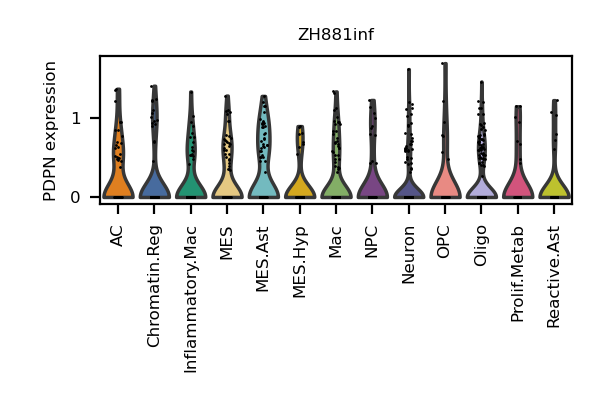 ZH881inf
PDPN expression
1
0
AC
Chromatin.Reg
Inflammatory.Mac
MES
MES.Ast
MES.Hyp
Mac
NPC
Neuron
OPC
Oligo
Prolif.Metab
Reactive.Ast